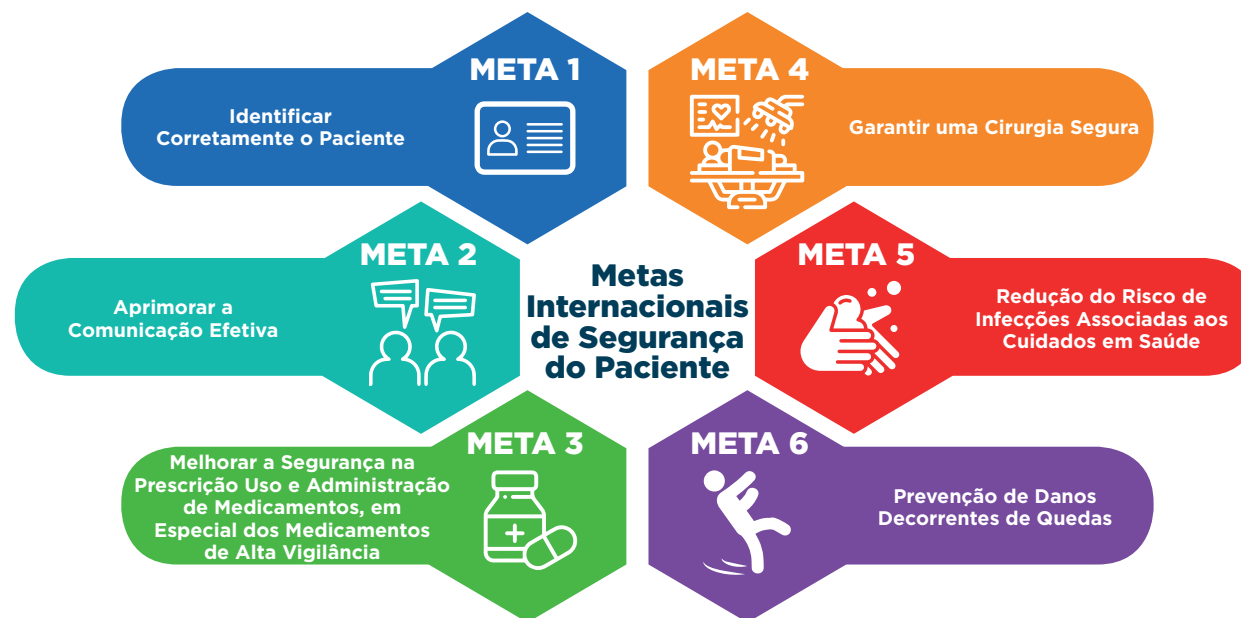 META 1
Identificar
Corretamente o Paciente
META 2
Aprimorar a
Comunicação Efetiva
META 3
Melhorar a Segurança na
Prescrição Uso e Administração
de Medicamentos, em
Especial dos Medicamentos
de Alta Vigilância
Metas
Internacionais
de Segurança
do Paciente
META 4
Garantir uma Cirurgia Segura
META 5
Redução do Risco de
Infecções Associadas aos
Cuidados em Saúde
META 6
Prevenção de Danos
Decorrentes de Quedas